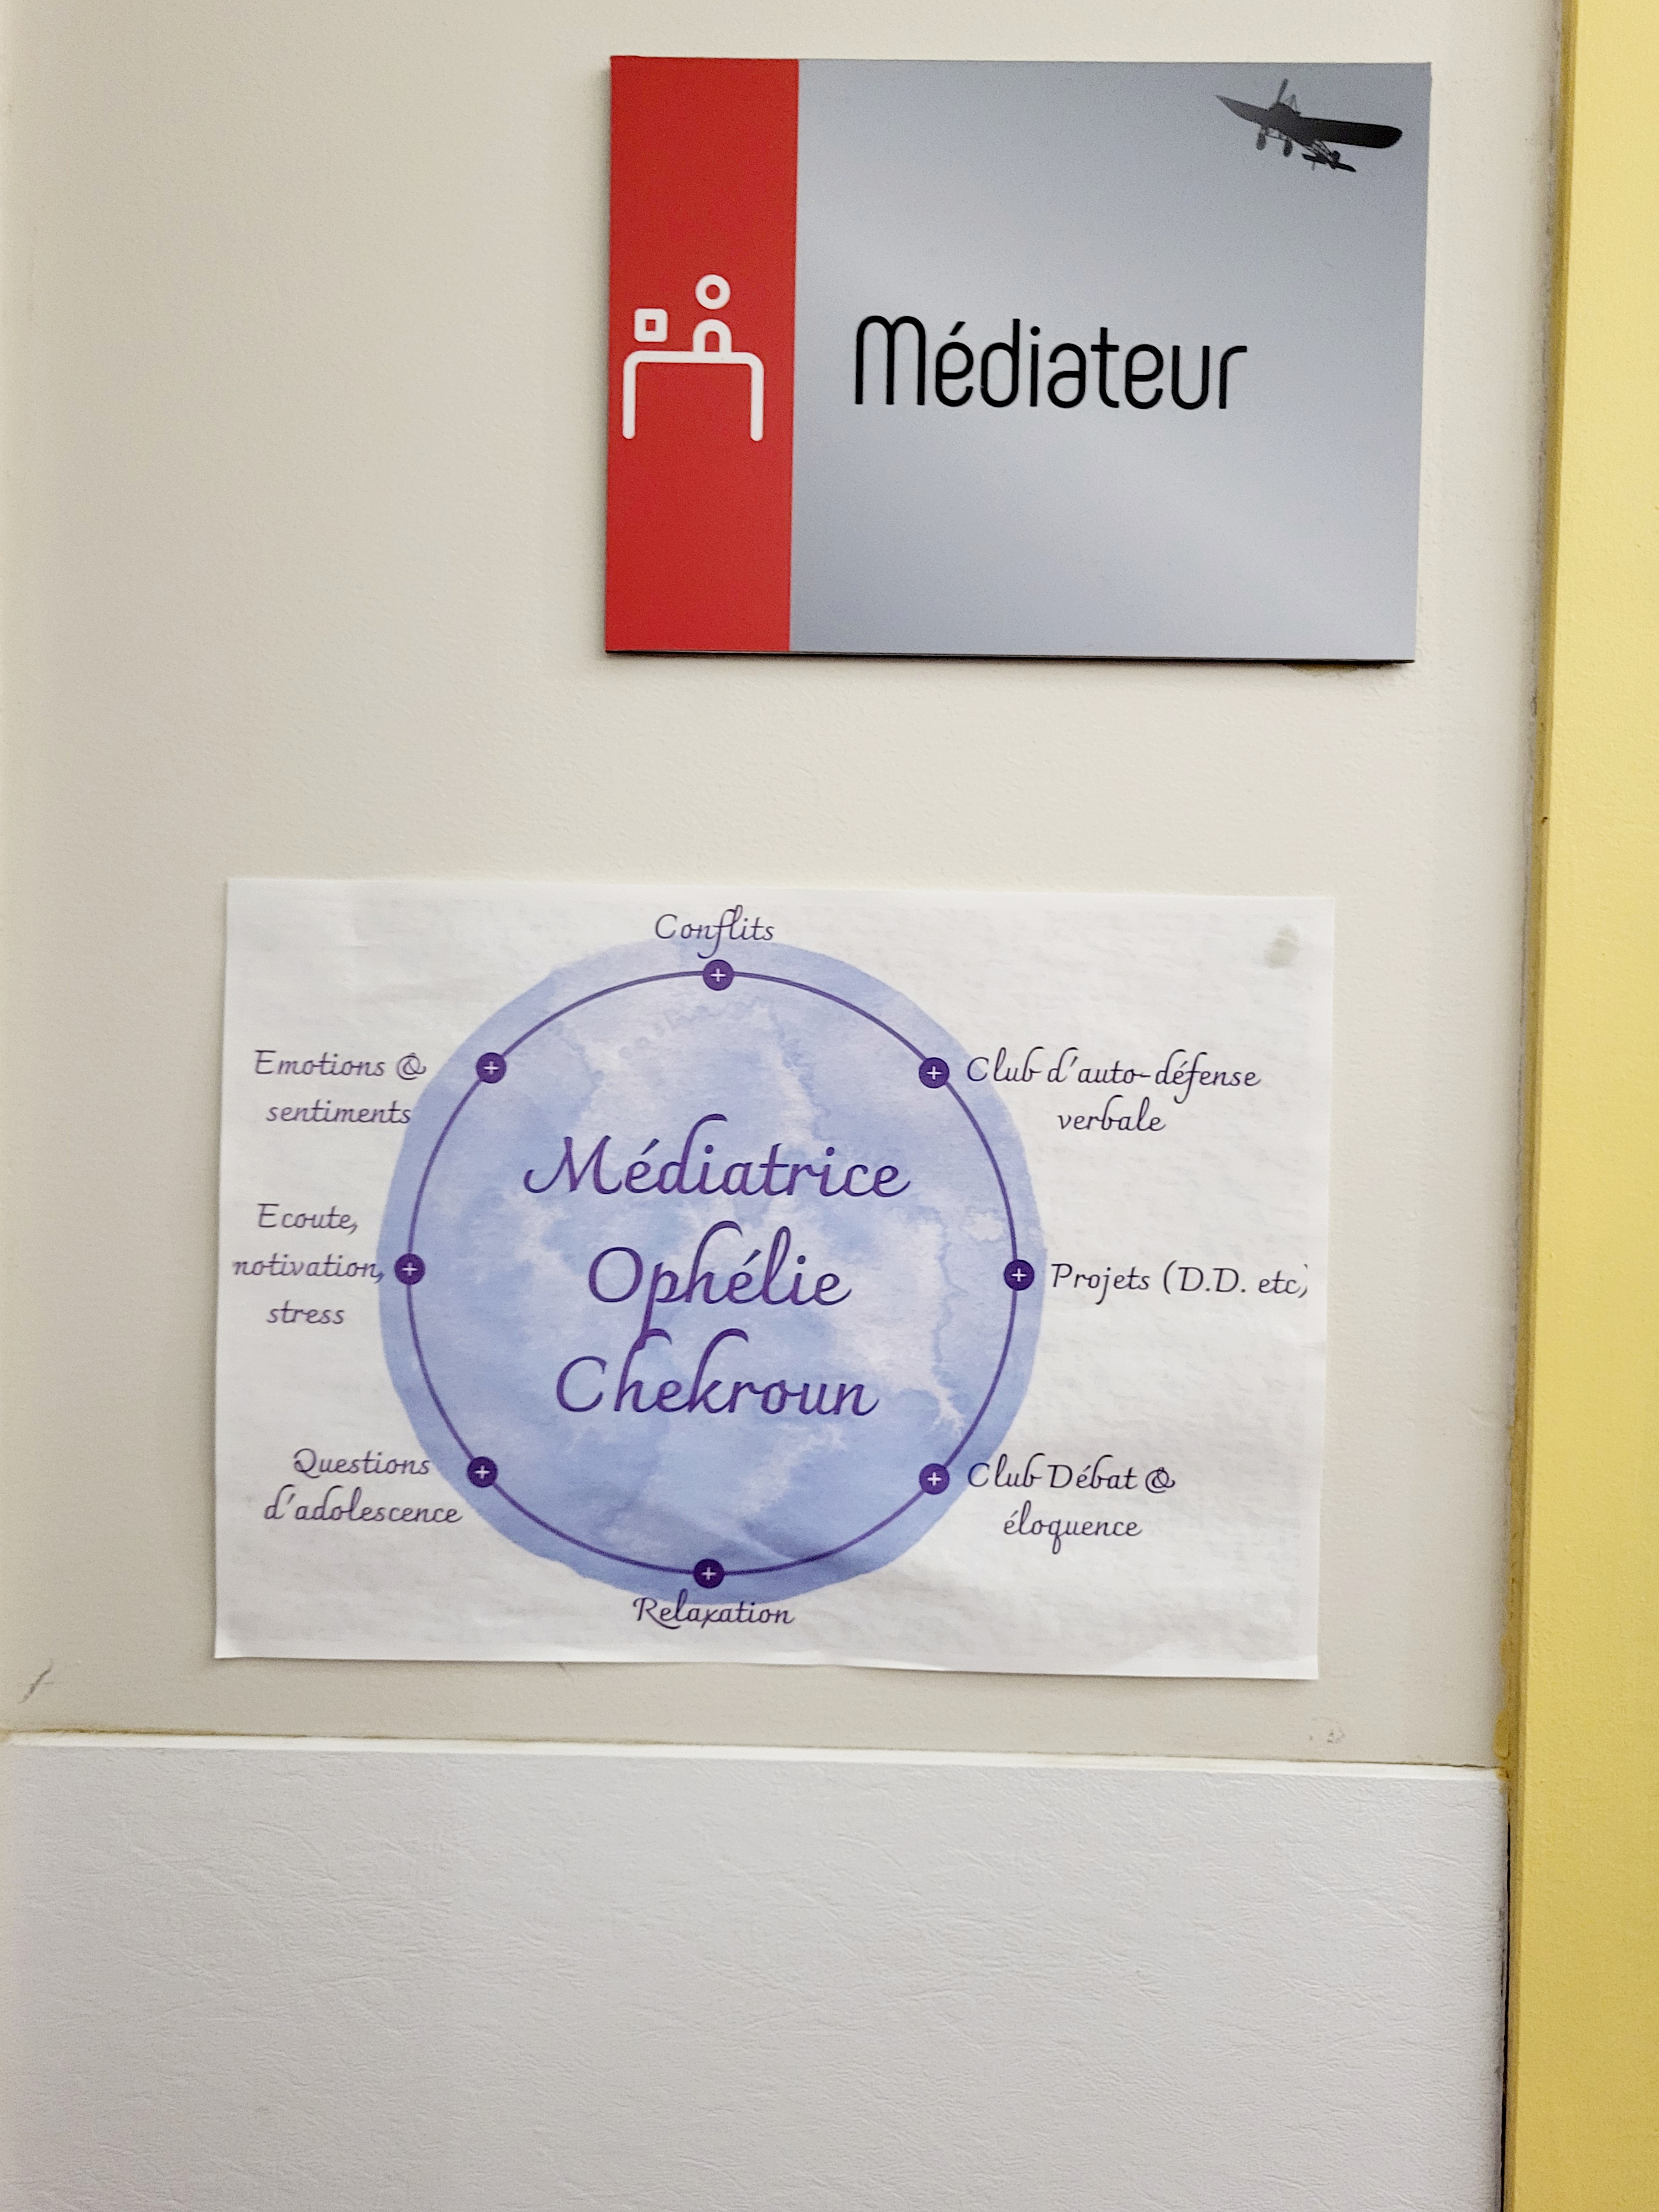 Médiateur
Conflits
Emotions &
sentiments
Club d'auto-défense
verbale
Médiatrice
Ophélie
Chekroun
Ecoute,
motivation,
stress
Projets (D.D. etc)
Questions
d'adolescence
Club Débat &
éloquence
Relaxation